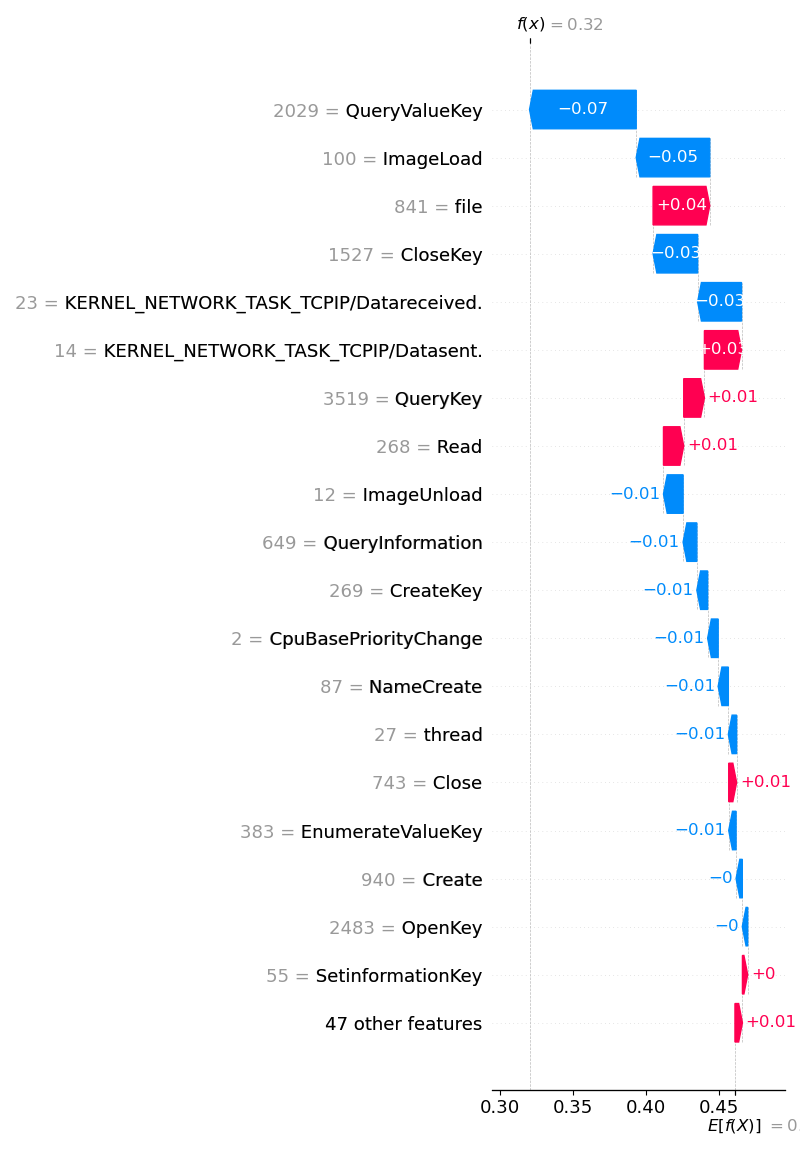 f(x) = 0.32
2029 = QueryValueKey −0.07
100 = ImageLoad −0.05
841 = file +0.04
1527 = CloseKey −0.03
23 = KERNEL_NETWORK_TASK_TCPIP/Datareceived. −0.03
14 = KERNEL_NETWORK_TASK_TCPIP/Datasent. +0.03
3519 = QueryKey +0.01
268 = Read +0.01
12 = ImageUnload −0.01
649 = QueryInformation −0.01
269 = CreateKey −0.01
2 = CpuBasePriorityChange −0.01
87 = NameCreate −0.01
27 = thread −0.01
743 = Close +0.01
383 = EnumerateValueKey −0.01
940 = Create −0
2483 = OpenKey −0
55 = SetinformationKey +0
47 other features +0.01
0.30 0.35 0.40 0.45
E[f(X)] = 0.